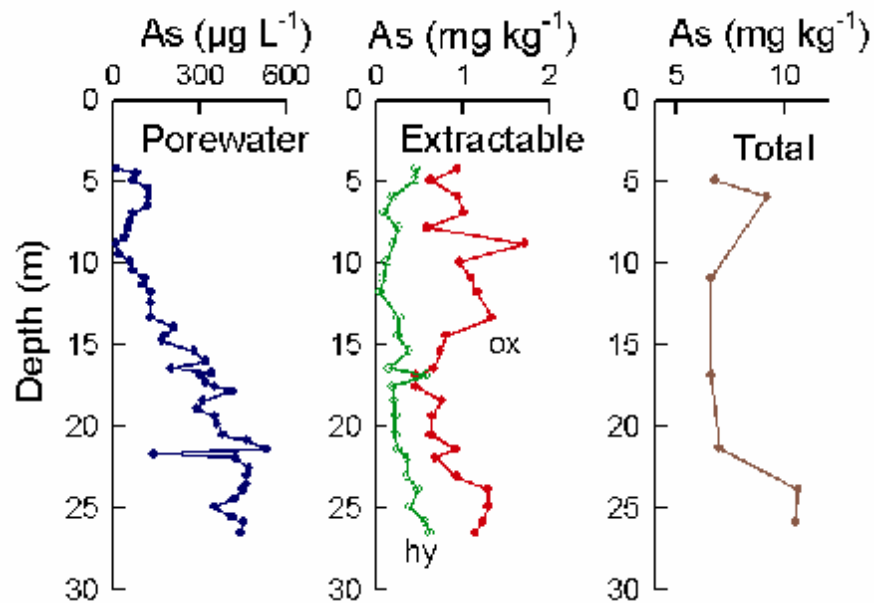 As (µg L⁻¹) As (mg kg⁻¹) As (mg kg⁻¹)
0 300 600 0 1 2 5 10
0 0 0
Porewater Extractable Total
5 5 5
10 10 10
15 ox 15 15
20 20 20
25 25 25
hy
30 30 30
Depth (m)